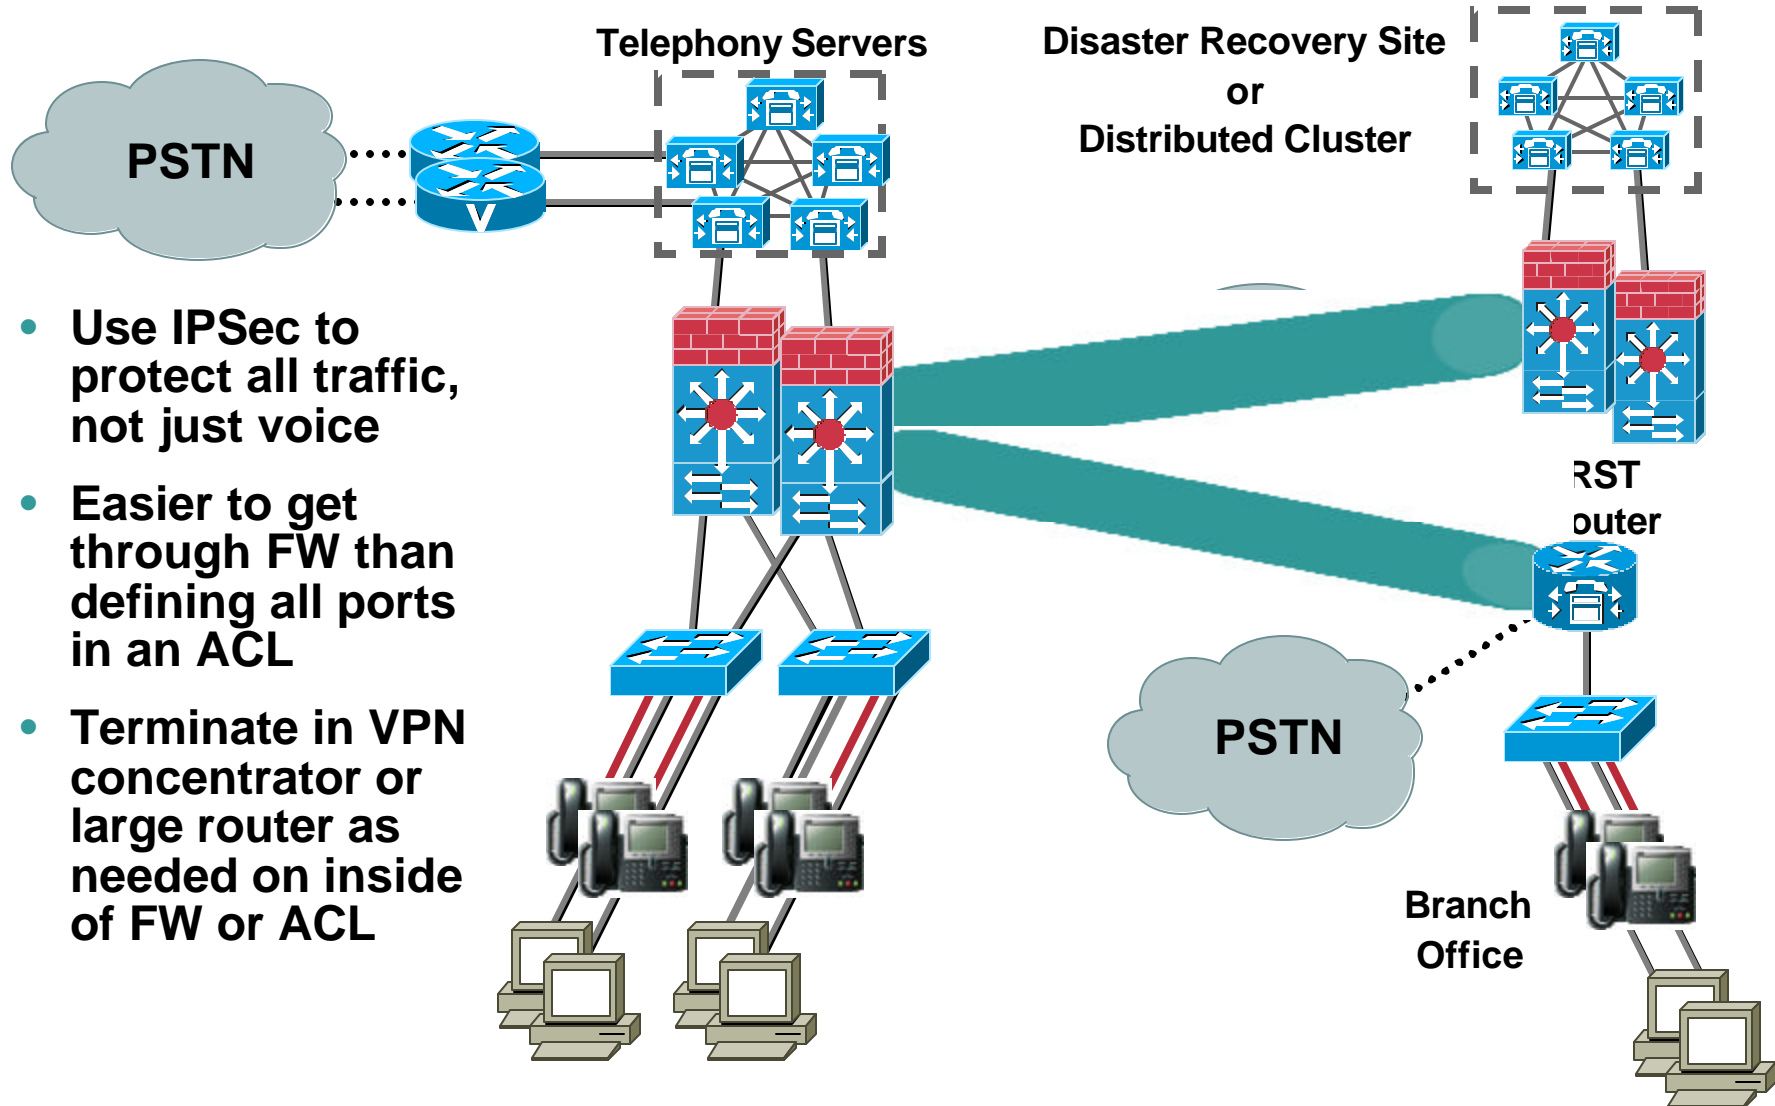 Telephony Servers
Disaster Recovery Site
or
Distributed Cluster
PSTN
V
• Use IPSec to
protect all traffic,
not just voice
• Easier to get
through FW than
defining all ports
in an ACL
• Terminate in VPN
concentrator or
large router as
needed on inside
of FW or ACL
RST
outer
PSTN
Branch
Office